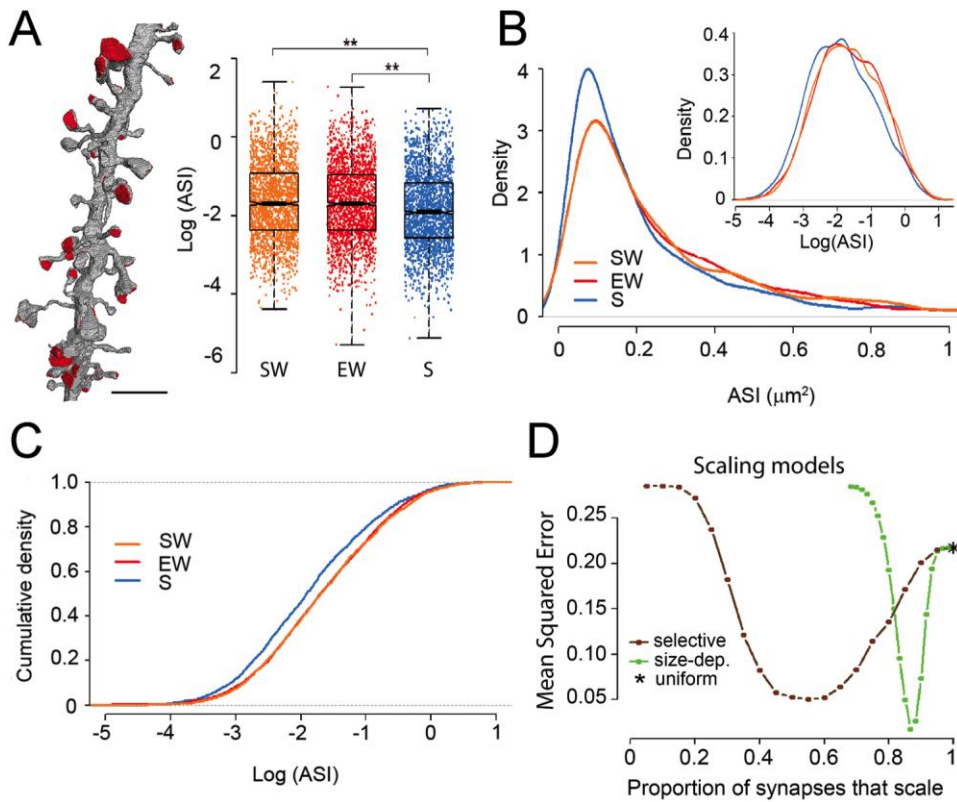 A
**
**
2
0
-2
-4
-6
Log (ASI)
SW
EW
S
B
4
3
2
1
0
Density
SW
EW
S
0
0.2
0.4
0.6
0.8
1
ASI (μm²)
0.4
0.3
0.2
0.1
0
Density
-5
-4
-3
-2
-1
0
1
Log(ASI)
C
1.0
0.8
0.6
0.4
0.2
0
Cumulative density
SW
EW
S
-5
-4
-3
-2
-1
0
1
Log (ASI)
D
Scaling models
0.25
0.20
0.15
0.10
0.05
Mean Squared Error
selective
size-dep.
* uniform
*
0
0.2
0.4
0.6
0.8
1
Proportion of synapses that scale